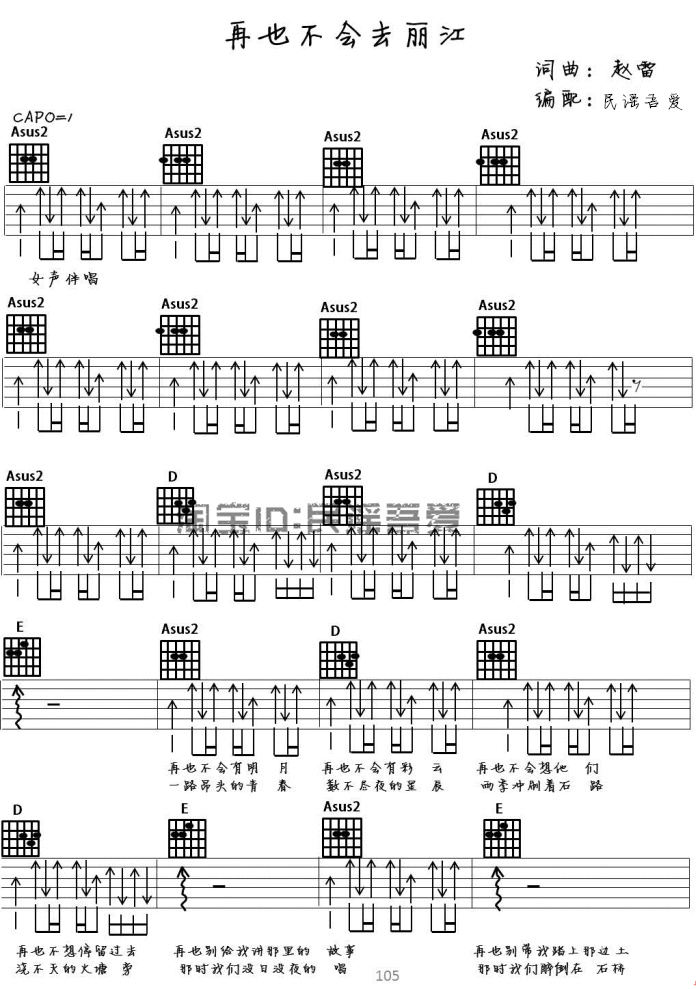 再也不会去丽江
词曲：赵雷
编配：民谣吾爱
CAPO=1
Asus2 Asus2 Asus2 Asus2
女声伴唱
Asus2 Asus2 Asus2 Asus2
Asus2 D Asus2 D
淘宝ID:民谣吾爱
E Asus2 D Asus2
再也不会有明月 再也不会有彩云 再也不会想他们
一路昂头的青春 数不尽夜的星辰 雨季冲刷着石路
D E Asus2 E
再也不想停留过去 再也别给我讲那里的 故事 再也别带我踏上那过土
浇不灭的火塘旁 那时我们没日没夜的 唱 那时我们醉倒在 石桥
105